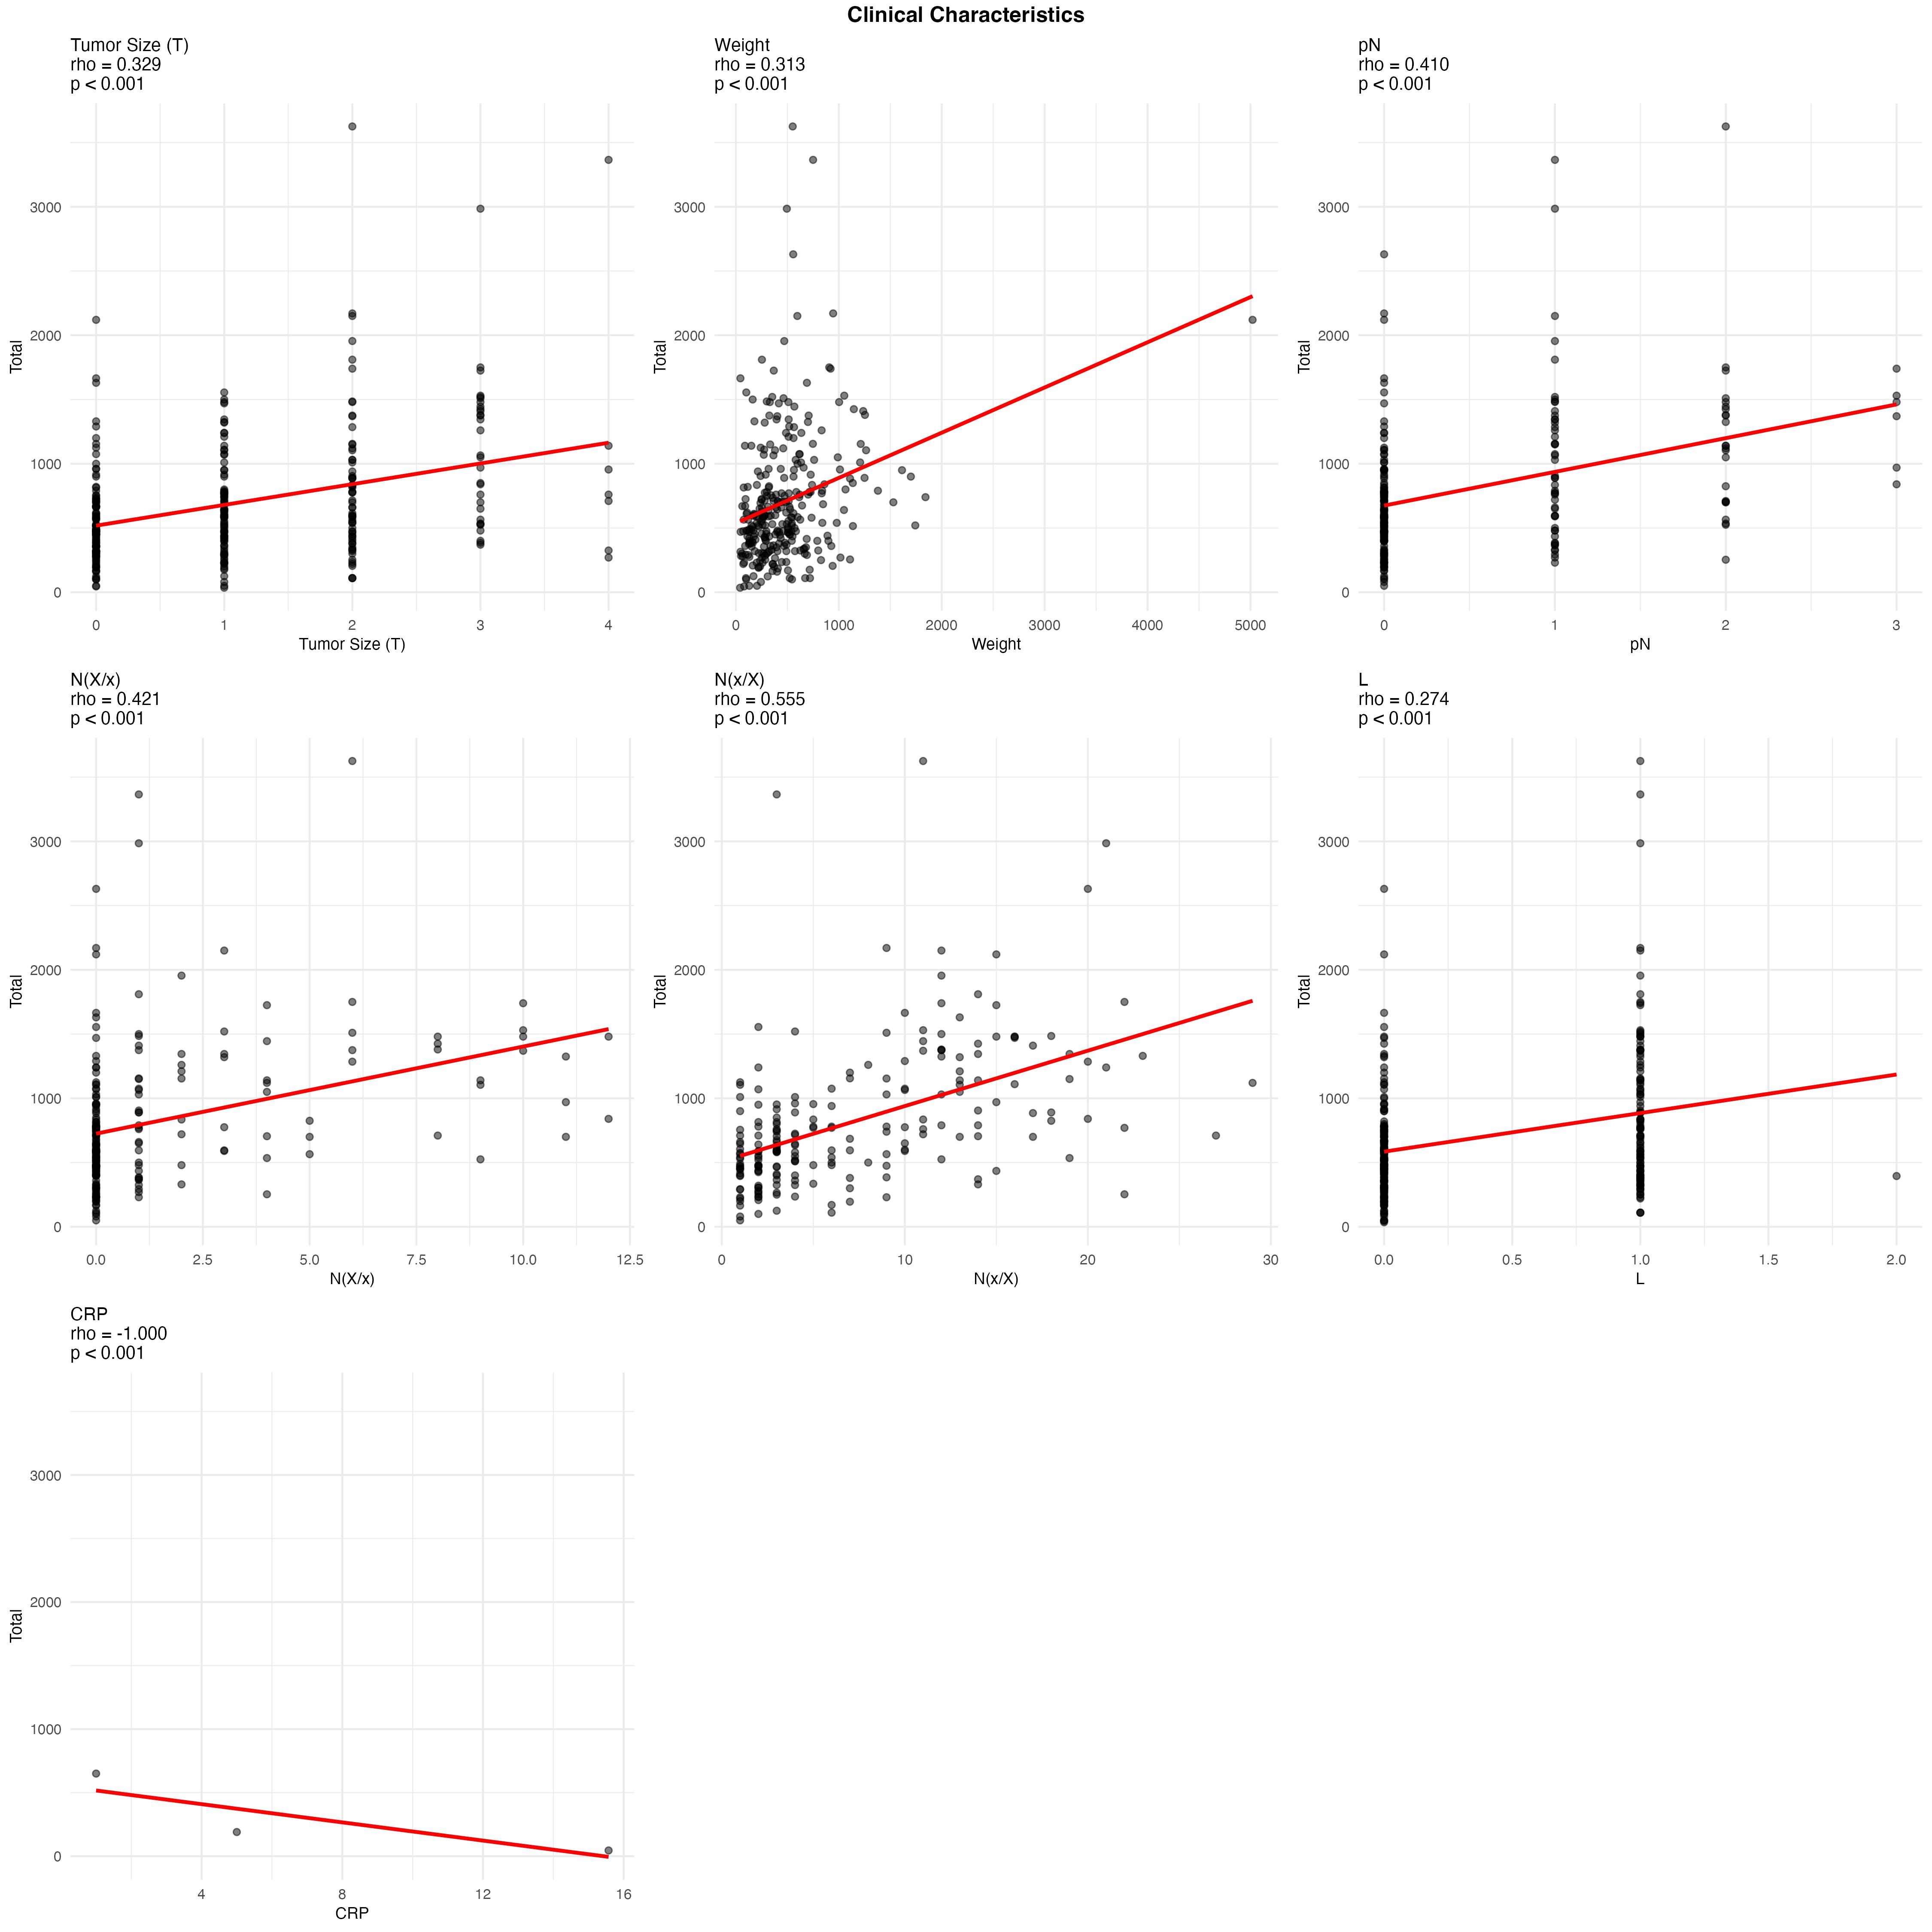 Clinical Characteristics
Tumor Size (T)
rho = 0.329
p < 0.001
Total
3000
2000
1000
0
0 1 2 3 4
Tumor Size (T)
Weight
rho = 0.313
p < 0.001
Total
3000
2000
1000
0
0 1000 2000 3000 4000 5000
Weight
pN
rho = 0.410
p < 0.001
Total
3000
2000
1000
0
0 1 2 3
pN
N(X/x)
rho = 0.421
p < 0.001
Total
3000
2000
1000
0
0.0 2.5 5.0 7.5 10.0 12.5
N(X/x)
N(x/X)
rho = 0.555
p < 0.001
Total
3000
2000
1000
0
0 10 20 30
N(x/X)
L
rho = 0.274
p < 0.001
Total
3000
2000
1000
0
0.0 0.5 1.0 1.5 2.0
L
CRP
rho = -1.000
p < 0.001
Total
3000
2000
1000
0
4 8 12 16
CRP